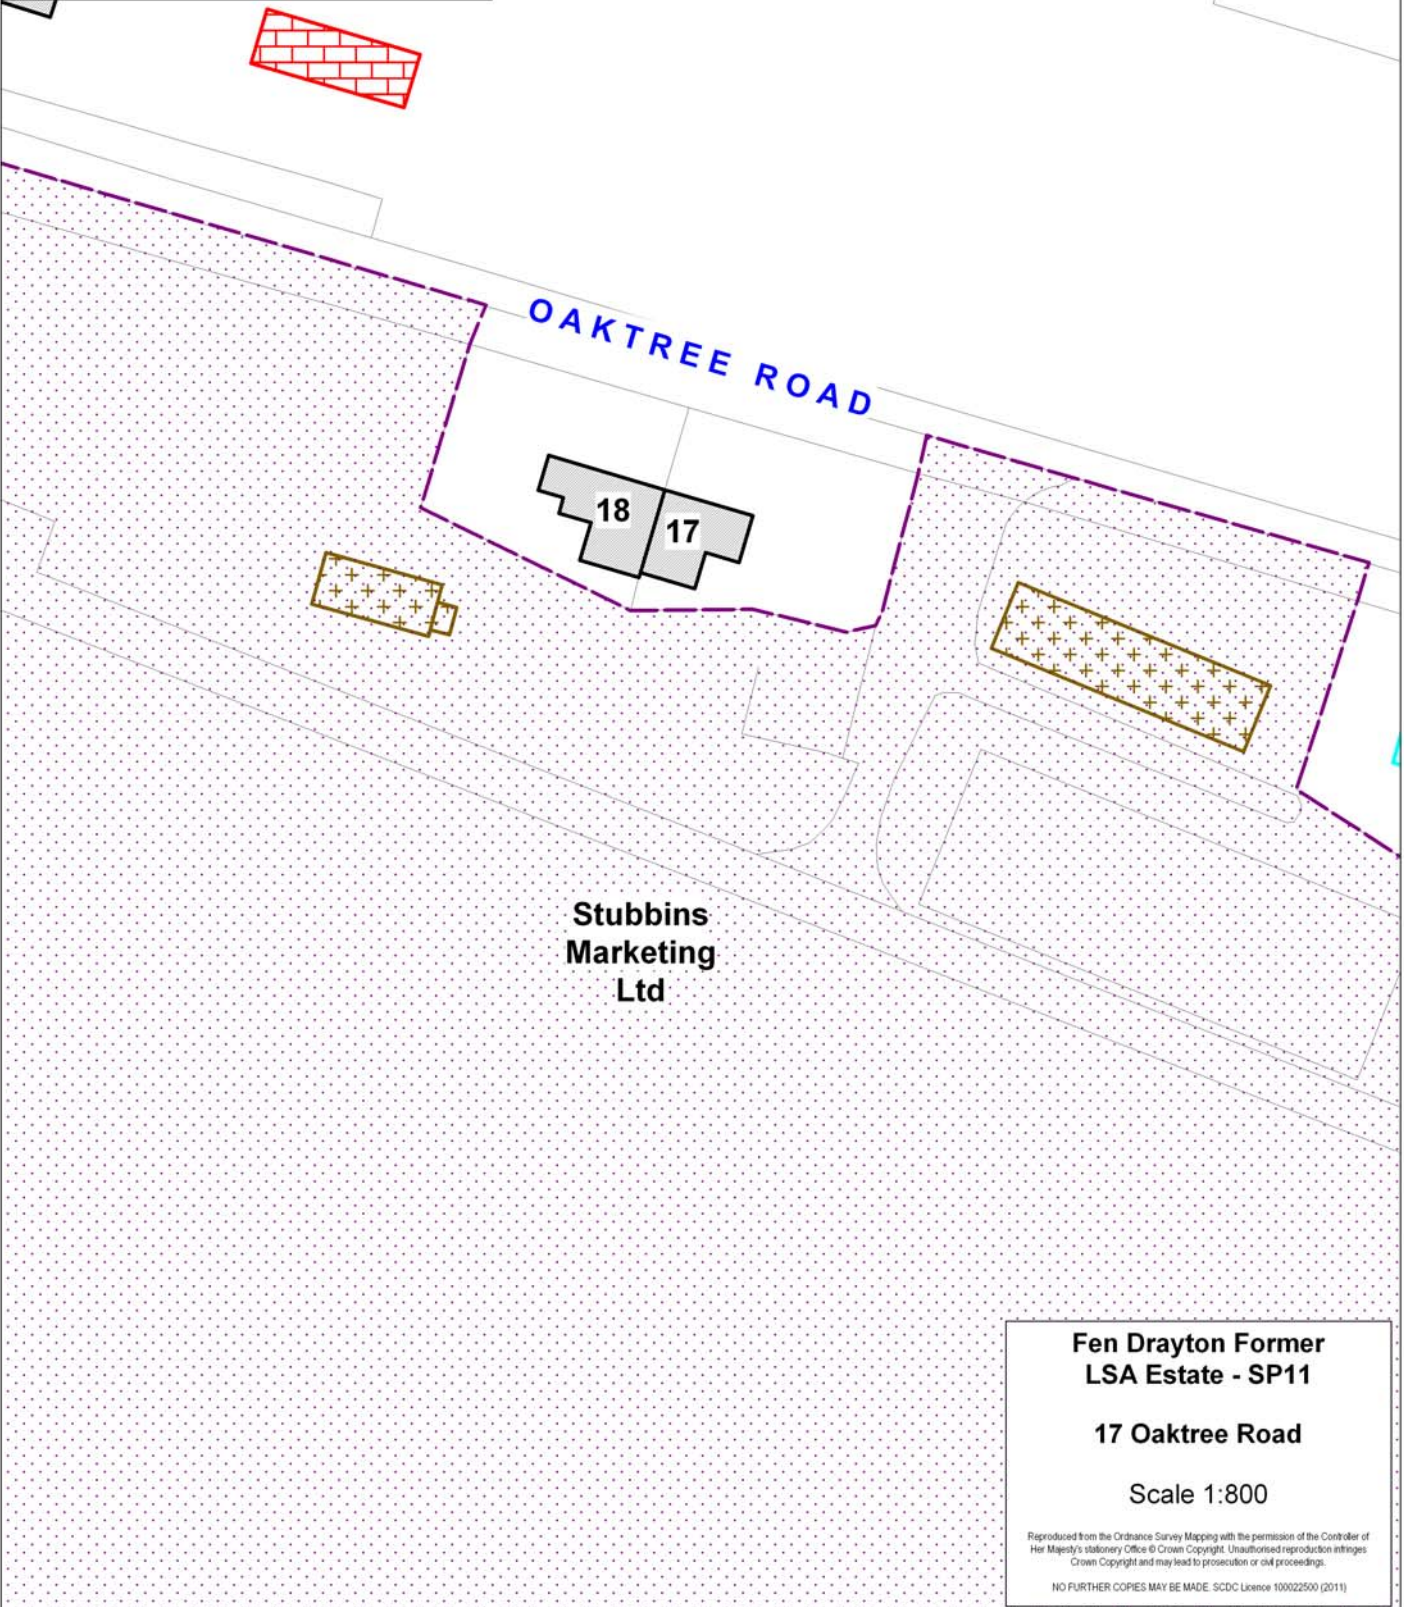 OAKTREE ROAD
18
17
Stubbins
Marketing
Ltd
Fen Drayton Former
LSA Estate - SP11
17 Oaktree Road
Scale 1:800
Reproduced from the Ordnance Survey Mapping with the permission of the Controller of
Her Majesty's stationery Office © Crown Copyright. Unauthorised reproduction infringes
Crown Copyright and may lead to prosecution or civil proceedings.
NO FURTHER COPIES MAY BE MADE. SCDC Licence 100022500 (2011)